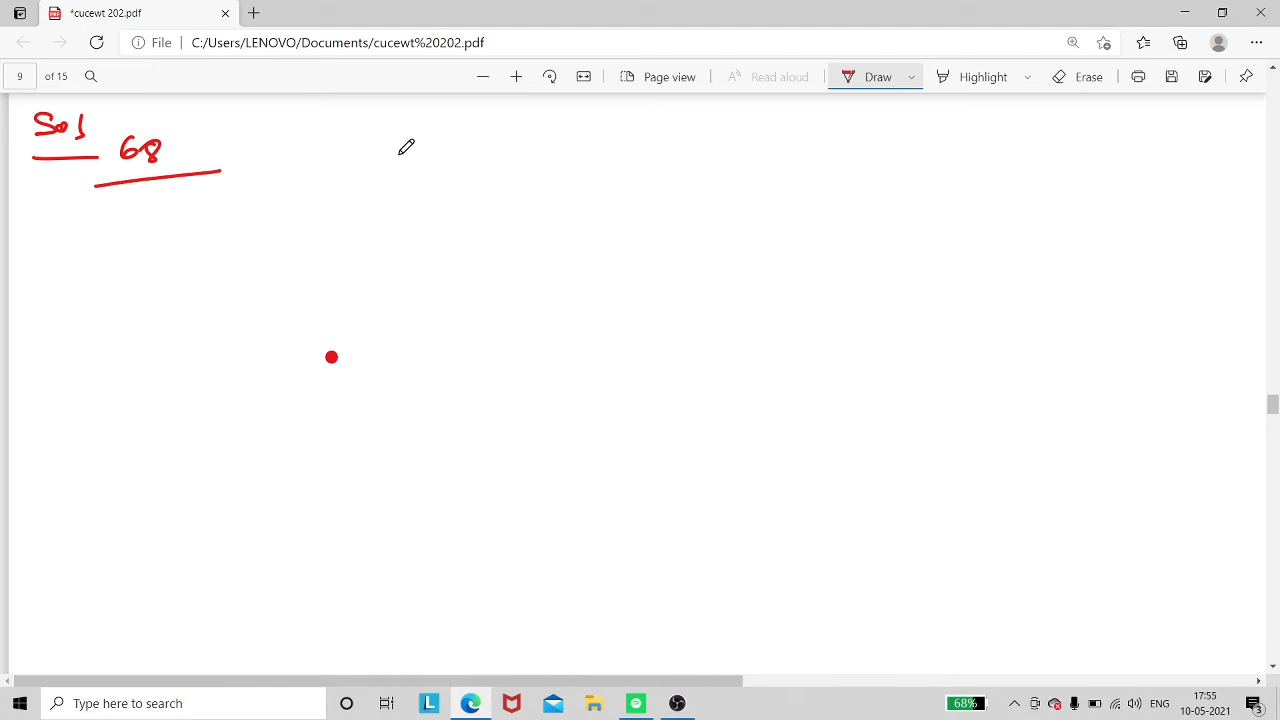 *cucewt 202.pdf
File C:/Users/LENOVO/Documents/cucewt%20202.pdf
9 of 15 Page view Read aloud Draw Highlight Erase
Sol
68
Type here to search
68% ENG 17:55
10-05-2021
3